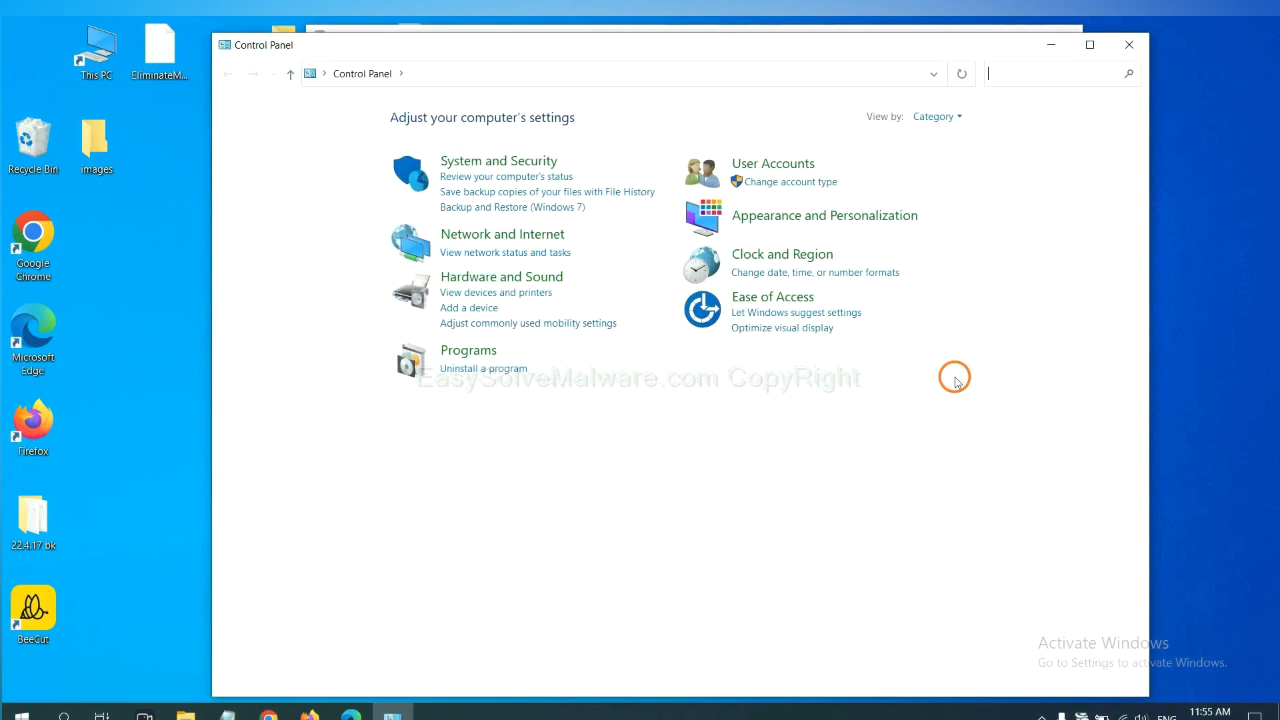 This PC
EliminateM...
Recycle Bin
images
Google
Chrome
Microsoft
Edge
Firefox
22.4.17 bk
BeeCut
Control Panel
Control Panel
Adjust your computer's settings
View by: Category
System and Security
Review your computer's status
Save backup copies of your files with File History
Backup and Restore (Windows 7)
Network and Internet
View network status and tasks
Hardware and Sound
View devices and printers
Add a device
Adjust commonly used mobility settings
Programs
Uninstall a program
User Accounts
Change account type
Appearance and Personalization
Clock and Region
Change date, time, or number formats
Ease of Access
Let Windows suggest settings
Optimize visual display
EasySolveMalware.com CopyRight
Activate Windows
Go to Settings to activate Windows.
ENG
11:55 AM